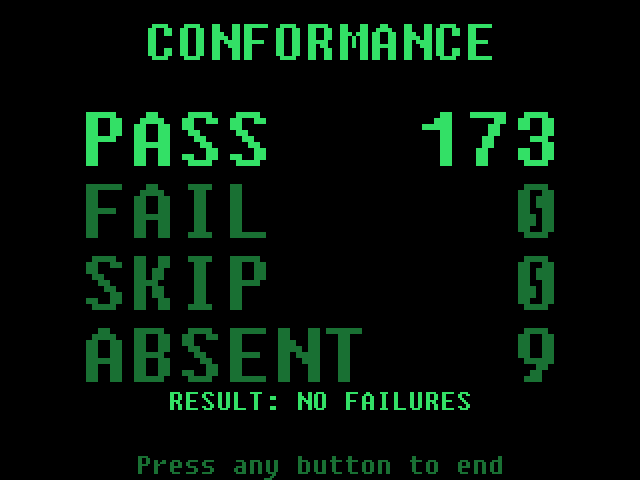 CONFORMANCE
PASS 173
FAIL 0
SKIP 0
ABSENT 9
RESULT: NO FAILURES
Press any button to end